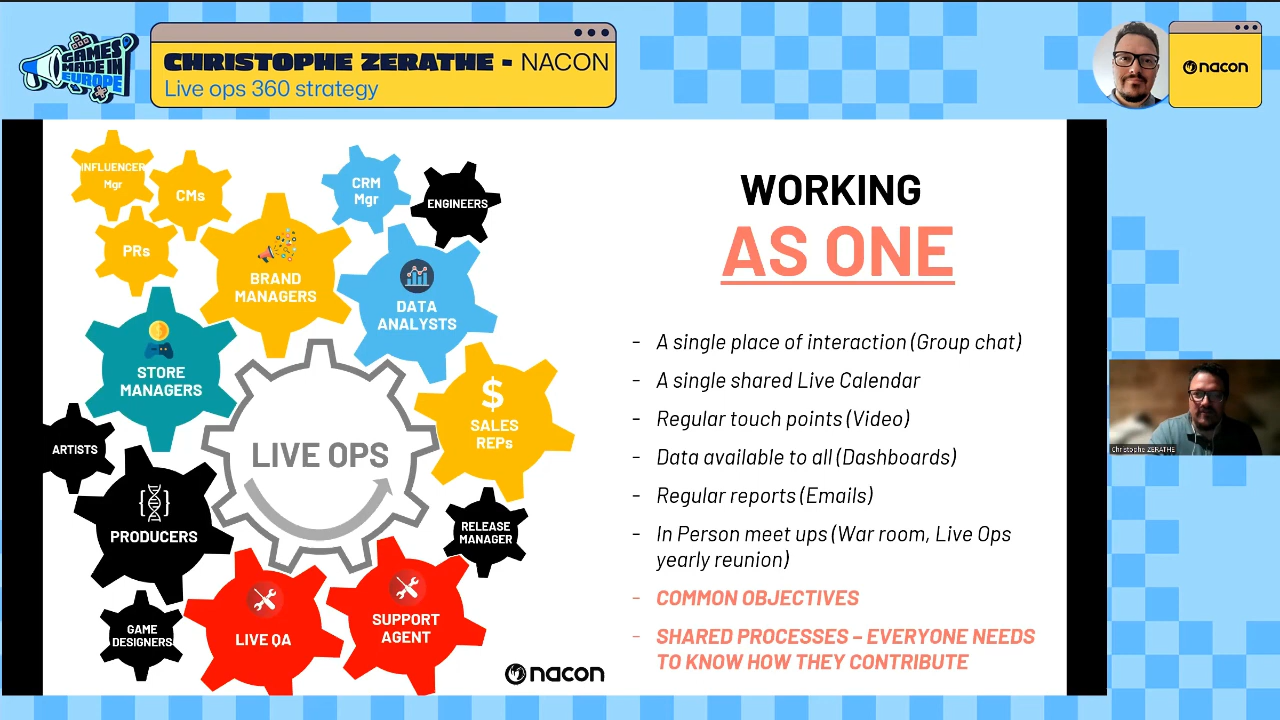 GAMES
MADE IN
EUROPE
CHRISTOPHE ZERATHE - NACON
Live ops 360 strategy
nacon
INFLUENCER
Mgr
CMs
PRs
CRM
Mgr
ENGINEERS
BRAND
MANAGERS
DATA
ANALYSTS
STORE
MANAGERS
$
SALES
REPs
LIVE OPS
ARTISTS
PRODUCERS
RELEASE
MANAGER
GAME
DESIGNERS
LIVE QA
SUPPORT
AGENT
nacon
WORKING
AS ONE
- A single place of interaction (Group chat)
- A single shared Live Calendar
- Regular touch points (Video)
- Data available to all (Dashboards)
- Regular reports (Emails)
- In Person meet ups (War room, Live Ops
yearly reunion)
- COMMON OBJECTIVES
- SHARED PROCESSES – EVERYONE NEEDS
TO KNOW HOW THEY CONTRIBUTE
Christophe ZERATHE